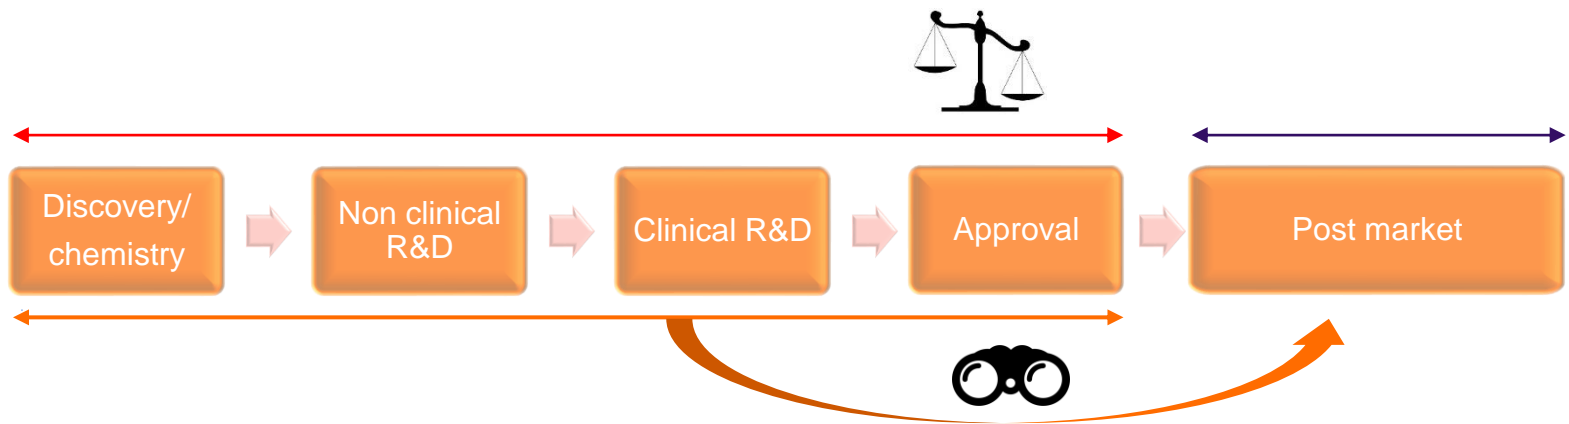 Discovery/
chemistry
Non clinical
R&D
Clinical R&D
Approval
Post market